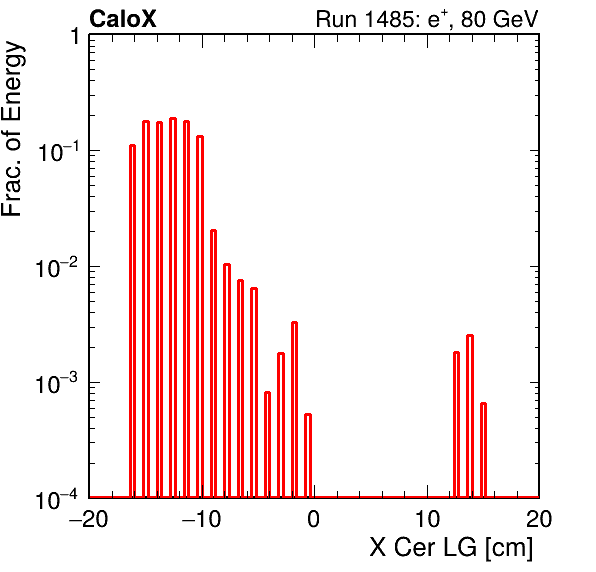 CaloX Run 1485: e⁺, 80 GeV
Frac. of Energy
1
10⁻¹
10⁻²
10⁻³
10⁻⁴
−20 −10 0 10 20
X Cer LG [cm]